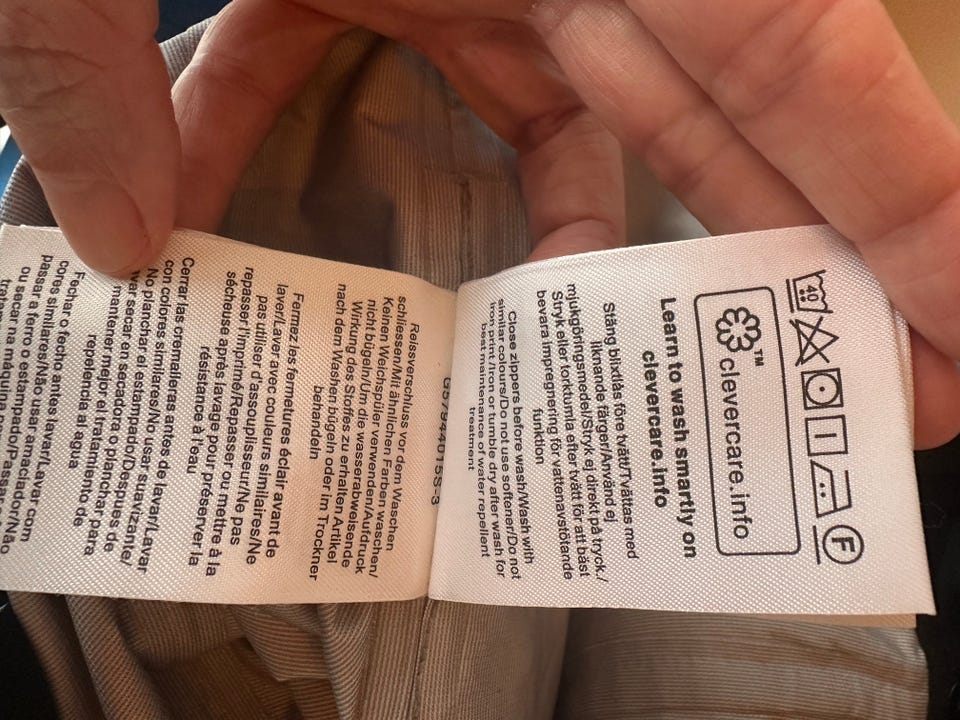 40 F
clevercare.info™
Learn to wash smartly on
clevercare.info
Stäng blixtlås före tvätt/Tvättas med
liknande färger/Använd ej
mjukgöringsmedel/Stryk ej direkt på tryck./
Stryk eller torktumla efter tvätt för att bäst
bevara impregnering för vattenavstötande
funktion
Close zippers before wash/Wash with
similar colours/Do not use softener/Do not
iron print/Iron or tumble dry after wash for
best maintenance of water repellent
treatment
Reissverschluss vor dem Waschen
schliessen/Mit ähnlichen Farben waschen/
Keinen Weichspüler verwenden/Aufdruck
nicht bügeln/Um die wasserabweisende
Wirkung des Stoffes zu erhalten Artikel
nach dem Waschen bügeln oder im Trockner
behandeln
Fermez les fermetures éclair avant de
laver/Laver avec couleurs similaires/Ne
pas utiliser d'assouplisseur/Ne pas
repasser l'imprimé/Repasser ou mettre à la
sécheuse après lavage pour préserver la
résistance à l'eau
Cerrar las cremalleras antes de lavar/Lavar
con colores similares/No usar suavizante/
No planchar el estampado/Después de
lavar secar en secadora o planchar para
mantener mejor el tratamiento de
repelencia al agua
Fechar o fecho antes lavar/Lavar com
cores similares/Não usar amaciador/Não
passar a ferro o estampado/Passar
ou secar na máquina